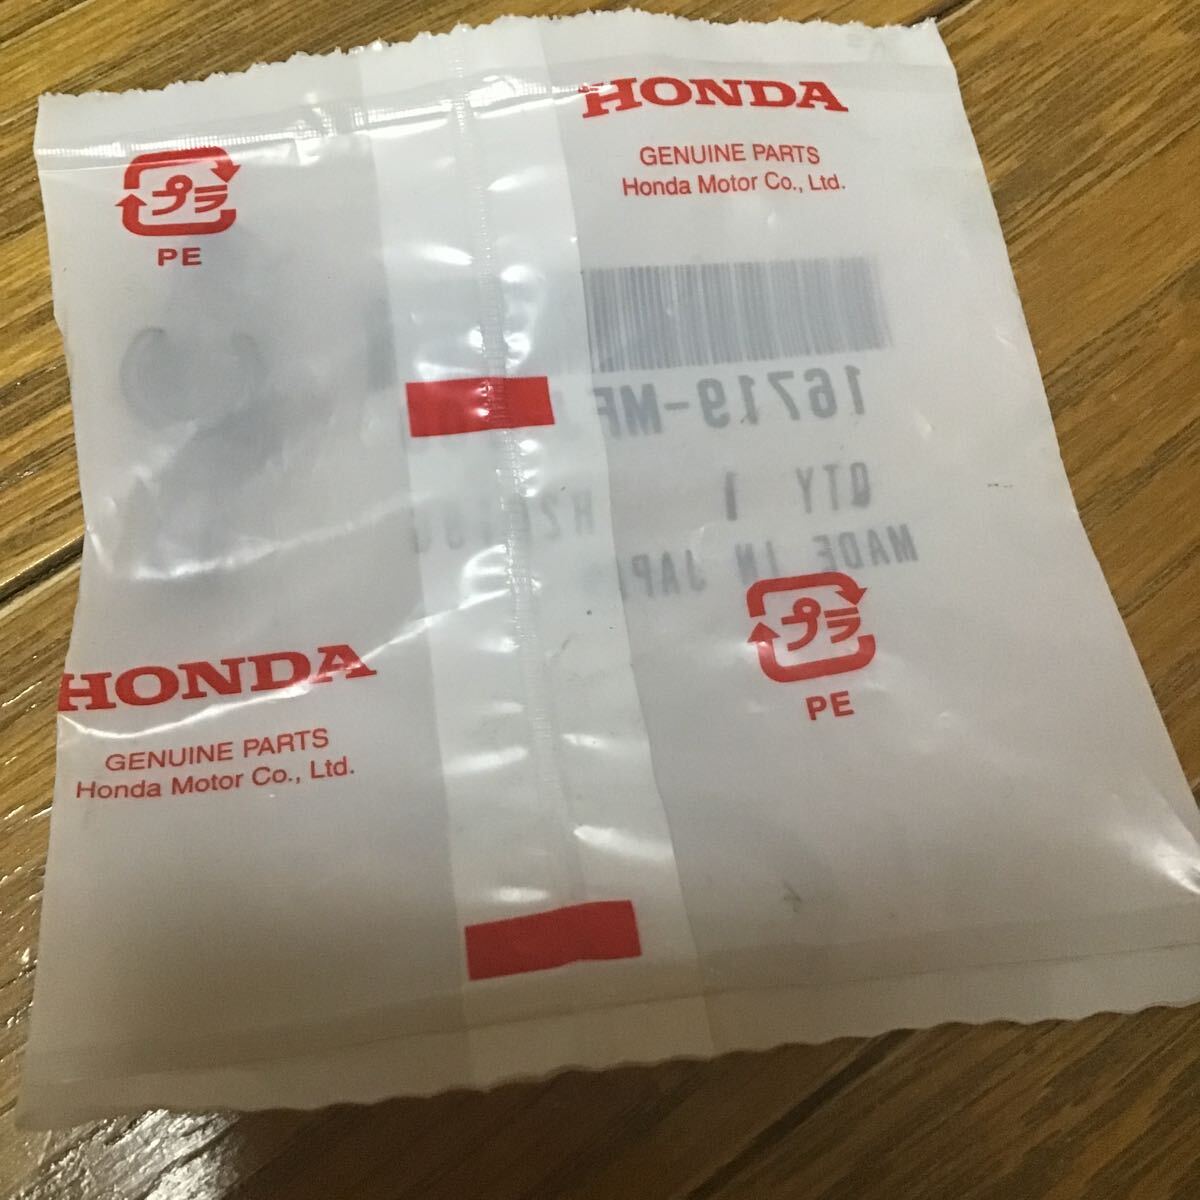 HONDA
GENUINE PARTS
Honda Motor Co., Ltd.
プラ
PE
16719-MF
QTY 1
MADE IN JAP
プラ
PE
HONDA
GENUINE PARTS
Honda Motor Co., Ltd.